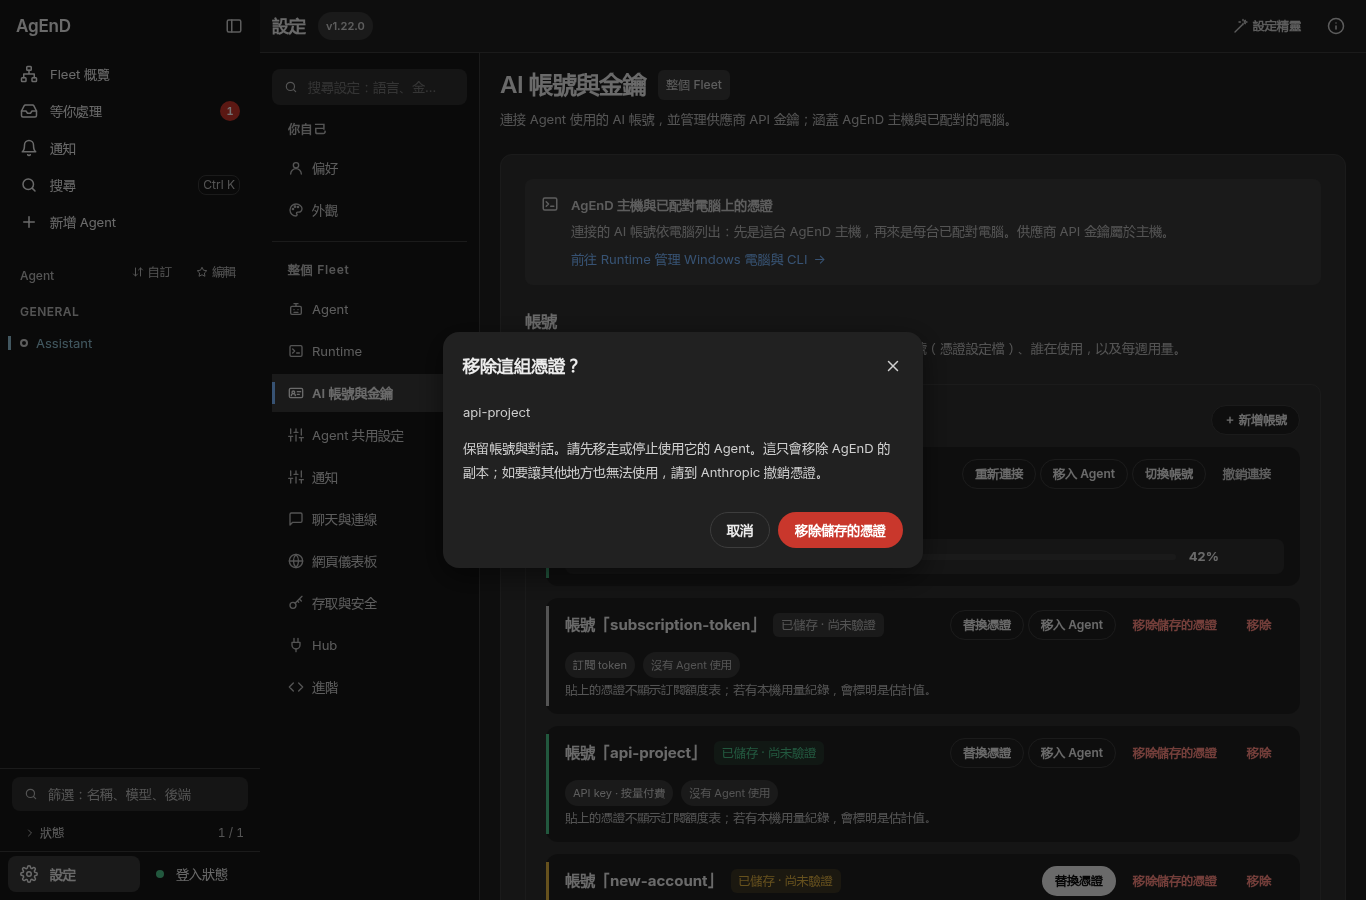 AgEnD
Fleet 概覽
等你處理
1
通知
搜尋
Ctrl K
新增 Agent
Agent
自訂
編輯
GENERAL
Assistant
篩選：名稱、模型、後端
狀態
1 / 1
設定
登入狀態
設定
v1.22.0
設定精靈
搜尋設定：語言、金...
你自己
偏好
外觀
整個 Fleet
Agent
Runtime
AI 帳號與金鑰
Agent 共用設定
通知
聊天與連線
網頁儀表板
存取與安全
Hub
進階
AI 帳號與金鑰
整個 Fleet
連接 Agent 使用的 AI 帳號，並管理供應商 API 金鑰；涵蓋 AgEnD 主機與已配對的電腦。
AgEnD 主機與已配對電腦上的憑證
連接的 AI 帳號依電腦列出：先是這台 AgEnD 主機，再來是每台已配對電腦。供應商 API 金鑰屬於主機。
前往 Runtime 管理 Windows 電腦與 CLI →
帳號
（憑證設定檔）、誰在使用，以及每週用量。
+ 新增帳號
重新連接
移入 Agent
切換帳號
撤銷連接
42%
移除這組憑證？
api-project
保留帳號與對話。請先移走或停止使用它的 Agent。這只會移除 AgEnD 的
副本；如要讓其他地方也無法使用，請到 Anthropic 撤銷憑證。
取消
移除儲存的憑證
帳號「subscription-token」
已儲存 · 尚未驗證
替換憑證
移入 Agent
移除儲存的憑證
移除
訂閱 token
沒有 Agent 使用
貼上的憑證不顯示訂閱額度表；若有本機用量紀錄，會標明是估計值。
帳號「api-project」
已儲存 · 尚未驗證
替換憑證
移入 Agent
移除儲存的憑證
移除
API key · 按量付費
沒有 Agent 使用
貼上的憑證不顯示訂閱額度表；若有本機用量紀錄，會標明是估計值。
帳號「new-account」
已儲存 · 尚未驗證
替換憑證
移除儲存的憑證
移除